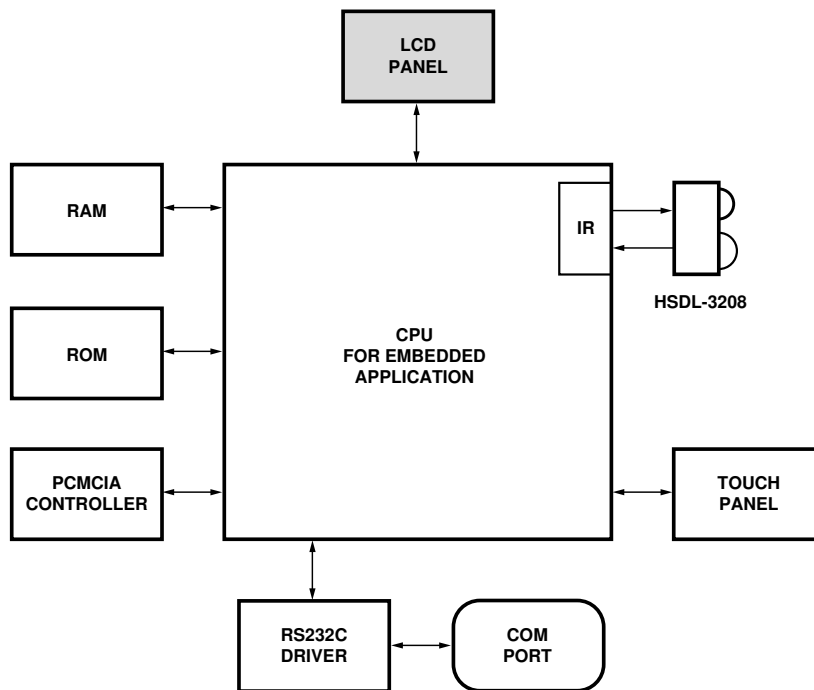 LCD
PANEL
RAM
IR
HSDL-3208
ROM
CPU
FOR EMBEDDED
APPLICATION
PCMCIA
CONTROLLER
TOUCH
PANEL
RS232C
DRIVER
COM
PORT